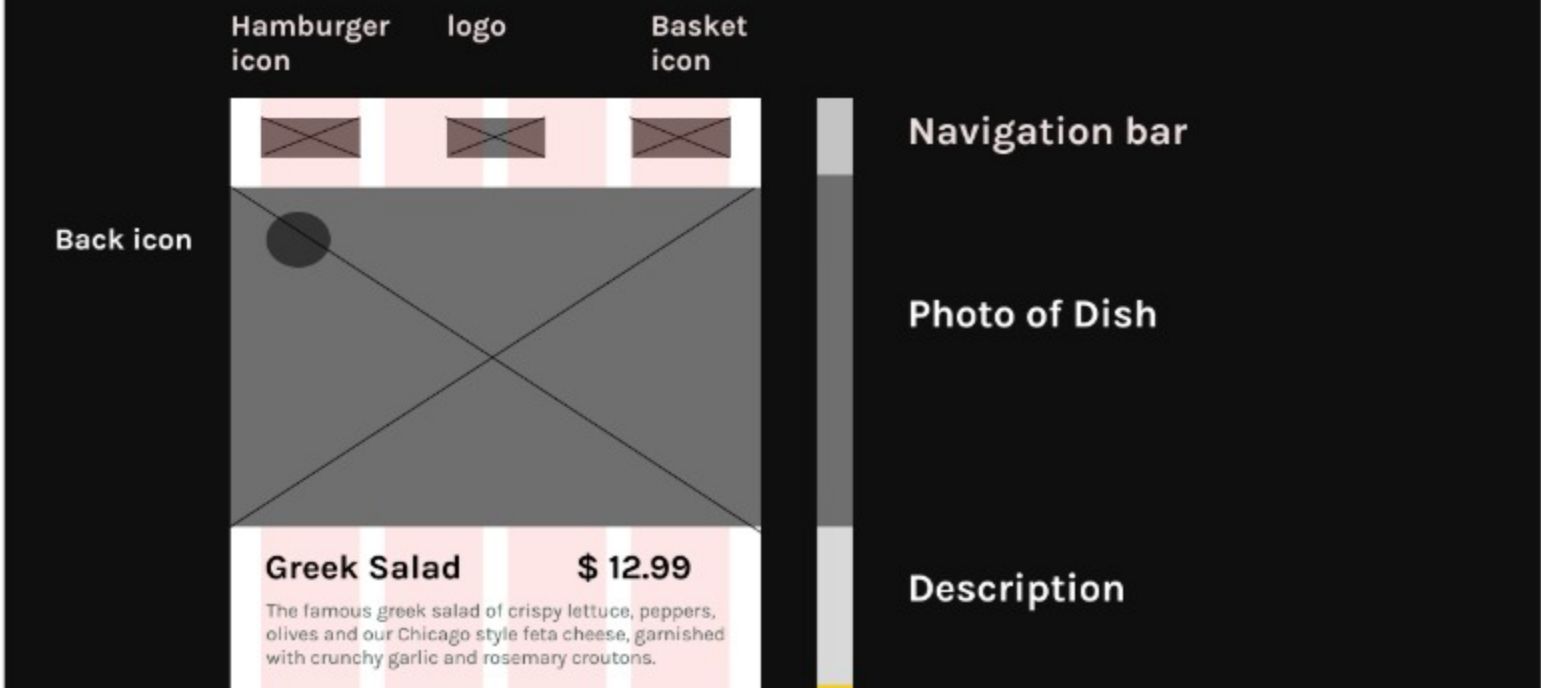 Hamburger
icon
logo
Basket
icon
Navigation bar
Back icon
Photo of Dish
Greek Salad
$ 12.99
Description
The famous greek salad of crispy lettuce, peppers,
olives and our Chicago style feta cheese, garnished
with crunchy garlic and rosemary croutons.